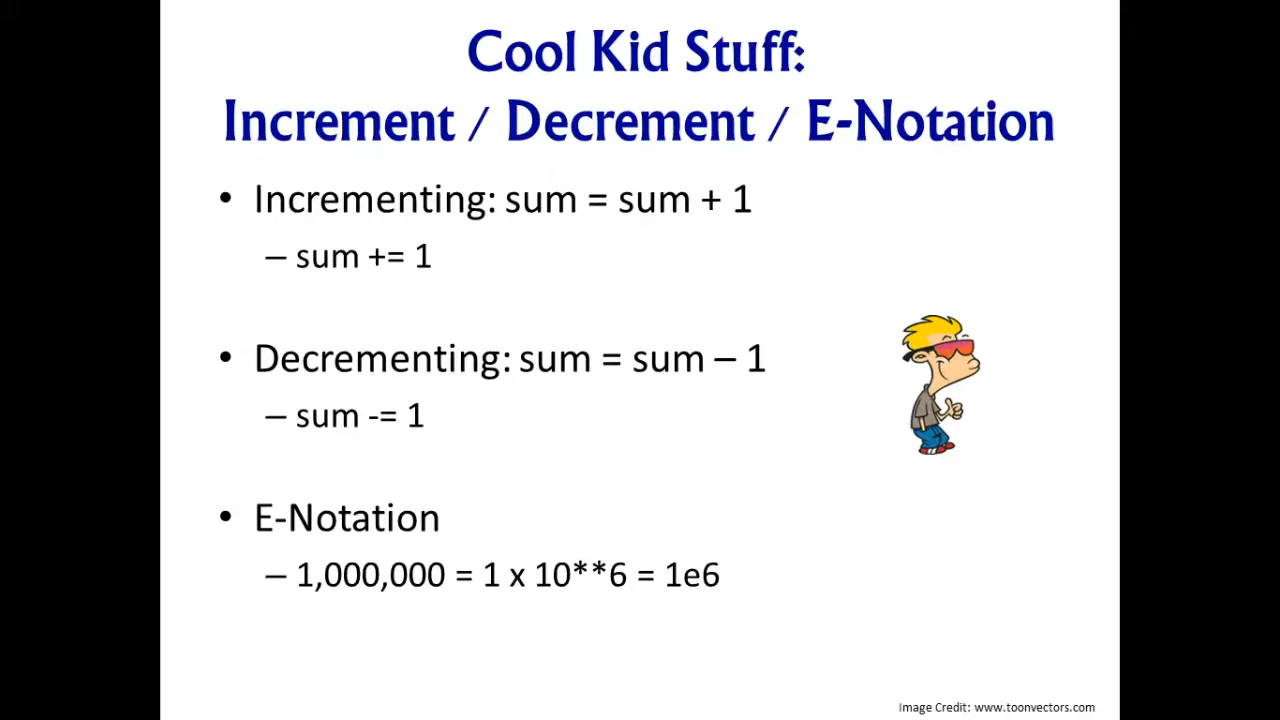 Cool Kid Stuff:
Increment / Decrement / E-Notation
• Incrementing: sum = sum + 1
– sum += 1
• Decrementing: sum = sum – 1
– sum -= 1
• E-Notation
– 1,000,000 = 1 x 10**6 = 1e6
Image Credit: www.toonvectors.com